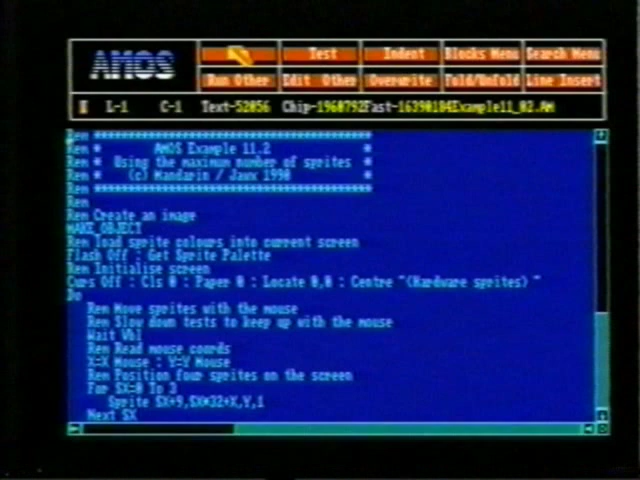 AMOS
Test Indent Blocks Menu Search Menu
Run Other Edit Other Overwrite Fold/Unfold Line Insert
I L-1 C-1 Text-52056 Chip-1960792 Fast-16390184 Example11_02.AM
Rem ****************************************
Rem * AMOS Example 11.2 *
Rem * Using the maximum number of sprites *
Rem * (c) Mandarin / Jawx 1990 *
Rem ****************************************
Rem
Rem Create an image
MAKE_OBJECT
Rem load sprite colours into current screen
Flash Off : Get Sprite Palette
Rem Initialise screen
Curs Off : Cls 0 : Paper 0 : Locate 0,0 : Centre "(Hardware sprites) "
Do
Rem Move sprites with the mouse
Rem Slow down tests to keep up with the mouse
Wait Vbl
Rem Read mouse coords
X=X Mouse : Y=Y Mouse
Rem Position four sprites on the screen
For SX=0 To 3
Sprite SX+9,SX*32+X,Y,1
Next SX